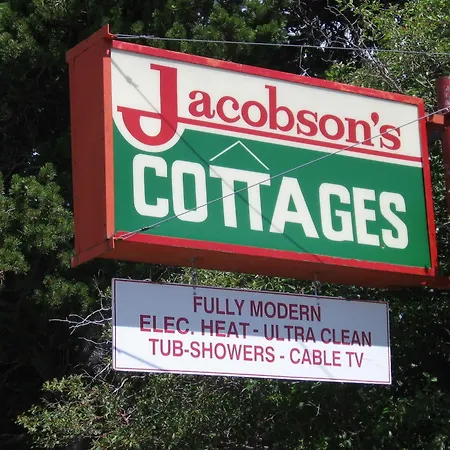 Jacobson's
COTTAGES
FULLY MODERN
ELEC. HEAT - ULTRA CLEAN
TUB-SHOWERS - CABLE TV